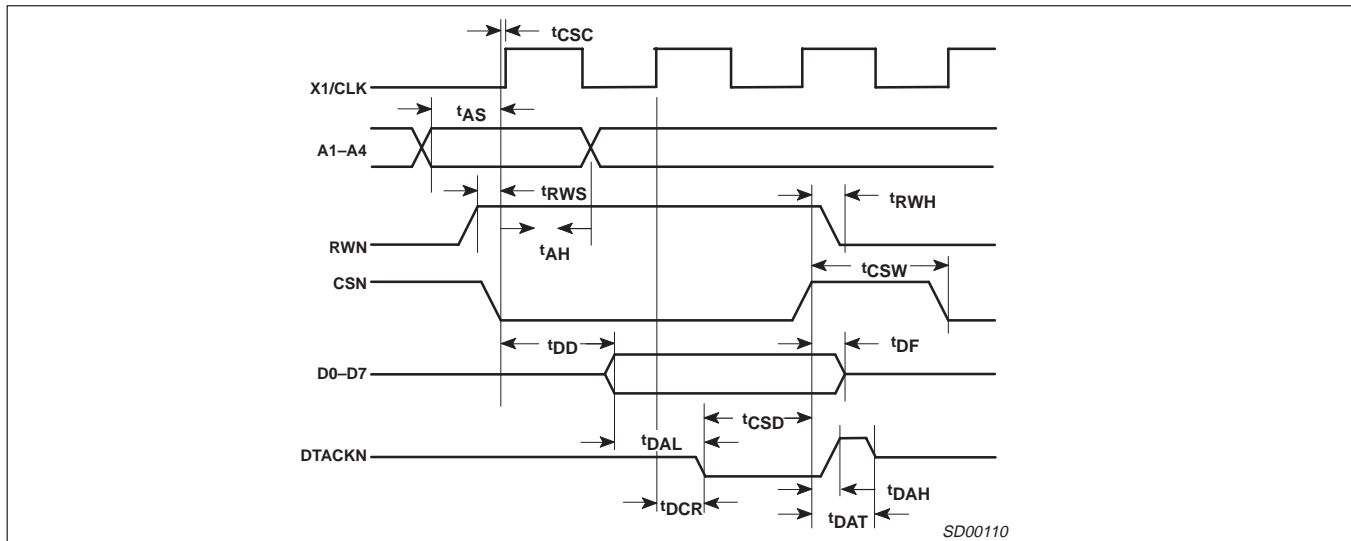 tCSC
X1/CLK
tAS
A1–A4
tRWS
tRWH
RWN
tAH
tCSW
CSN
tDD
tDF
D0–D7
tCSD
tDAL
DTACKN
tDAH
tDCR
tDAT
SD00110